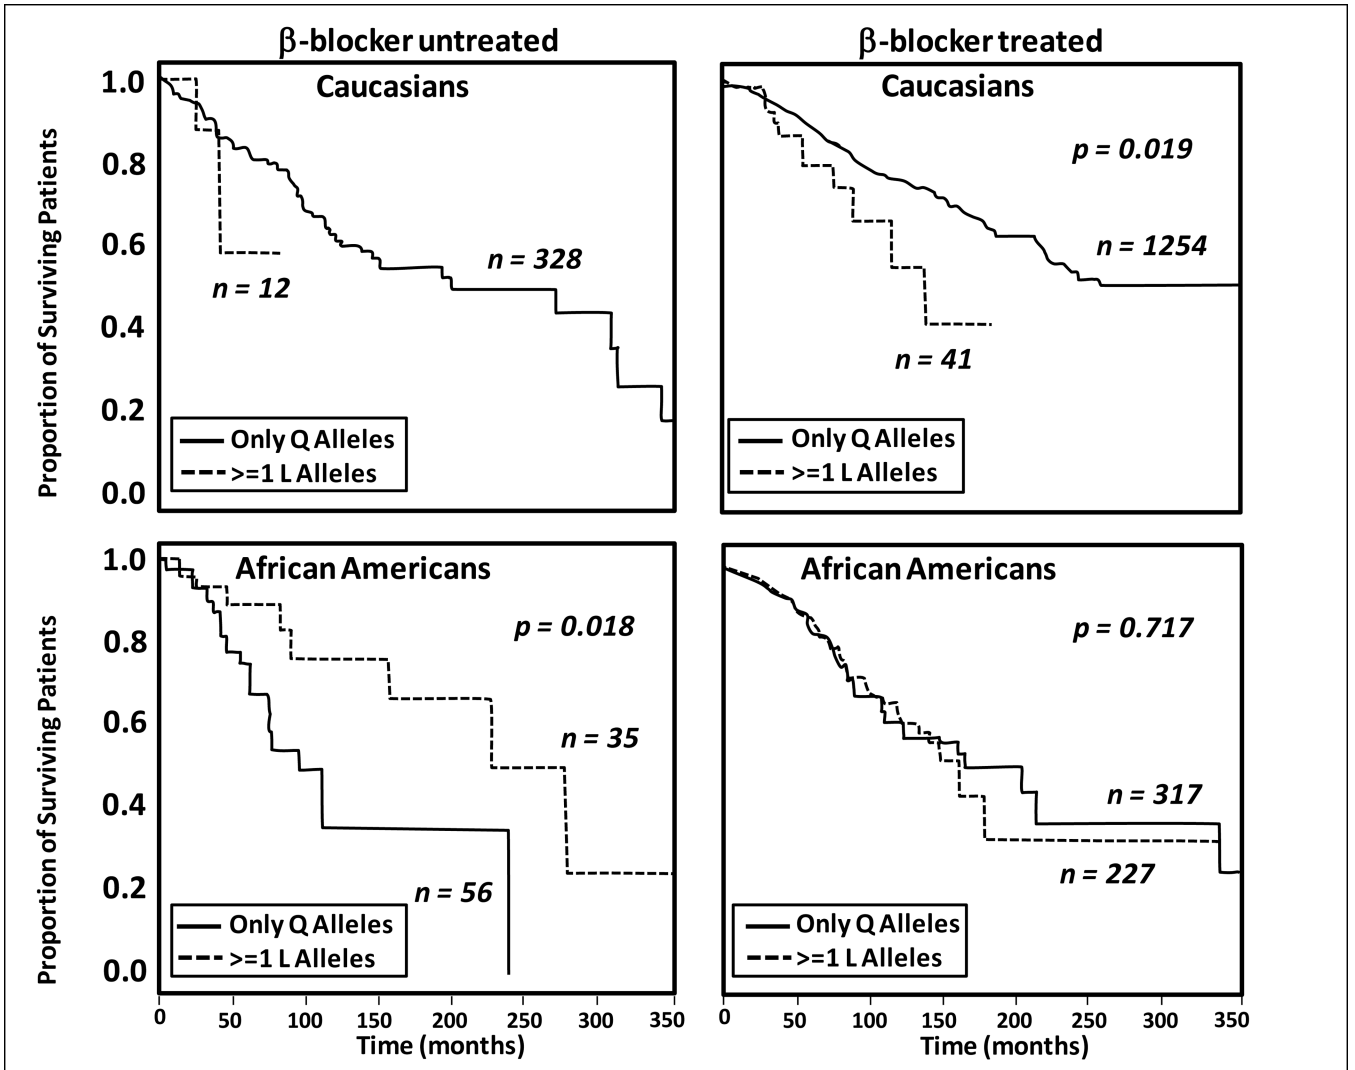 β-blocker untreated
β-blocker treated
Proportion of Surviving Patients
1.0
0.8
0.6
0.4
0.2
0.0
Caucasians
n = 328
n = 12
Only Q Alleles
>=1 L Alleles
Caucasians
p = 0.019
n = 1254
n = 41
Only Q Alleles
>=1 L Alleles
Proportion of Surviving Patients
1.0
0.8
0.6
0.4
0.2
0.0
African Americans
p = 0.018
n = 35
n = 56
Only Q Alleles
>=1 L Alleles
0 50 100 150 200 250 300 350
Time (months)
African Americans
p = 0.717
n = 317
n = 227
Only Q Alleles
>=1 L Alleles
0 50 100 150 200 250 300 350
Time (months)